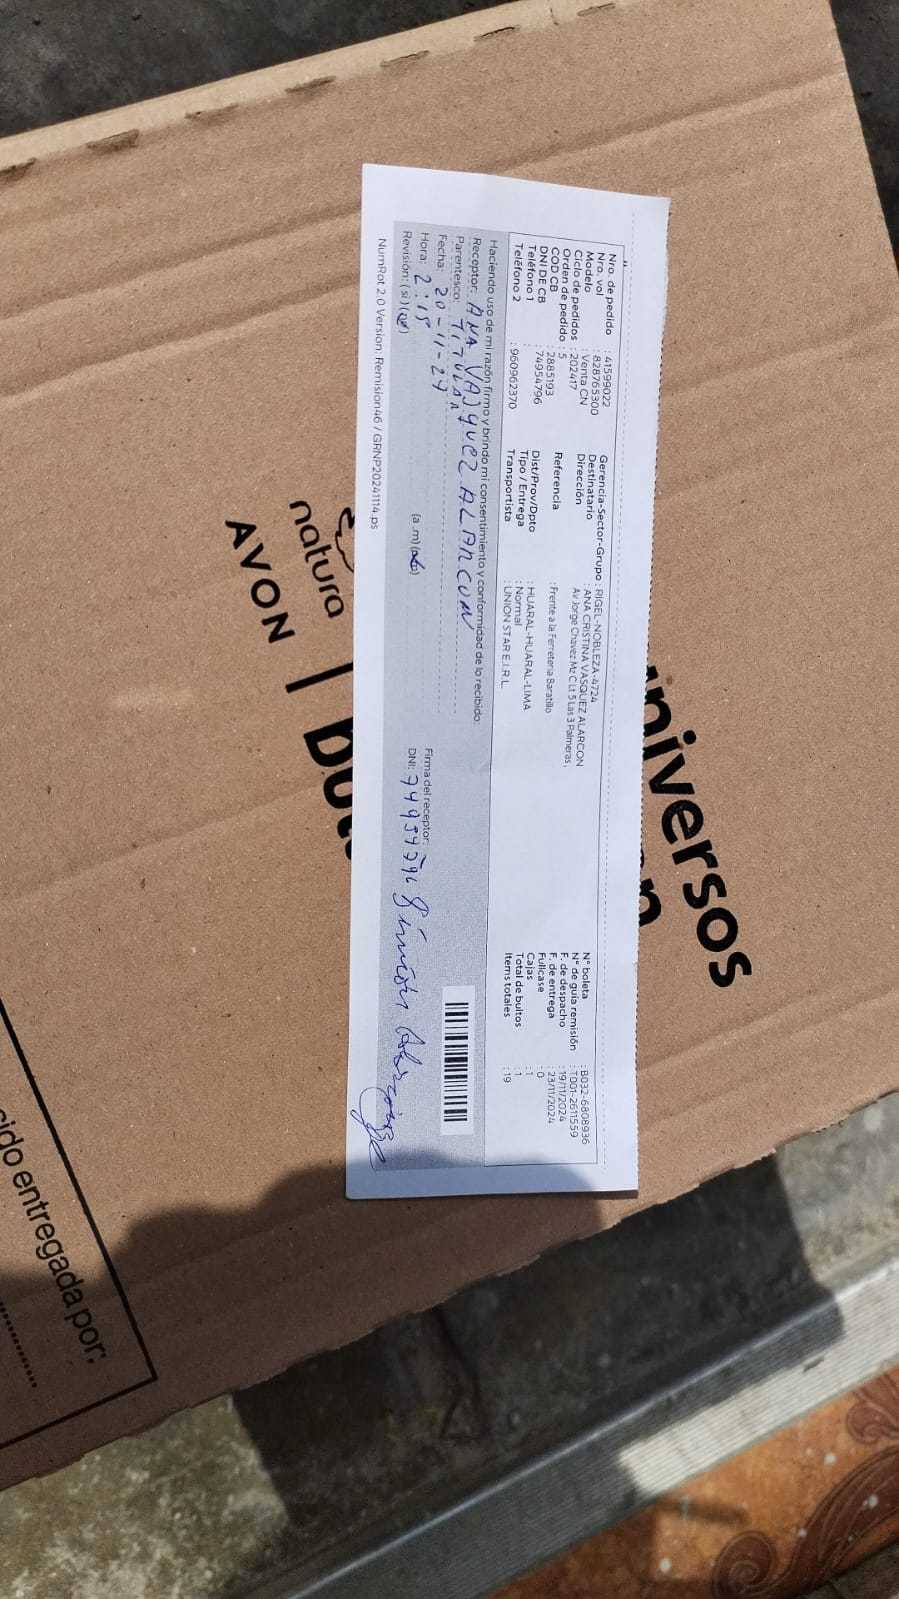 Nro. de pedido : 41599022
Nro. vol : 828765300
Modelo : Venta CN
Ciclo de pedidos : 202417
Orden de pedido : 5
COD CB : 2885193
DNI DE CB : 74954796
Teléfono 1 :
Teléfono 2 : 960962370
Gerencia-Sector-Grupo : RIGEL-NOBLEZA-4724
Destinatario : ANA CRISTINA VASQUEZ ALARCON
Dirección : Av Jorge Chavez Mz C Lt 5 Las 3 Palmeras,
Referencia : Frente a la Ferreteria Baratillo
Dist/Prov/Dpto : HUARAL-HUARAL-LIMA
Tipo / Entrega : Normal
Transportista : UNION STAR E.I.R.L.
N° boleta : B032-6808936
N° de guía remisión : T001-2611559
F. de despacho : 19/11/2024
F. de entrega : 23/11/2024
Fullcase : 0
Cajas : 1
Total de bultos : 1
Items totales : 19
Haciendo uso de mi razón firmo y brindo mi consentimiento y conformidad de lo recibido:
Receptor: ANA VASQUEZ ALARCON
Parentesco: TITULAR
Fecha: 20-11-24
Hora: 2:15 (a.m)
Revisión: (si)
Firma del receptor:
DNI: 74954796
NumRot 2.0 Version: Remision46 / GRNP20241114.ps
natura
AVON
niversos
cido entregada por: